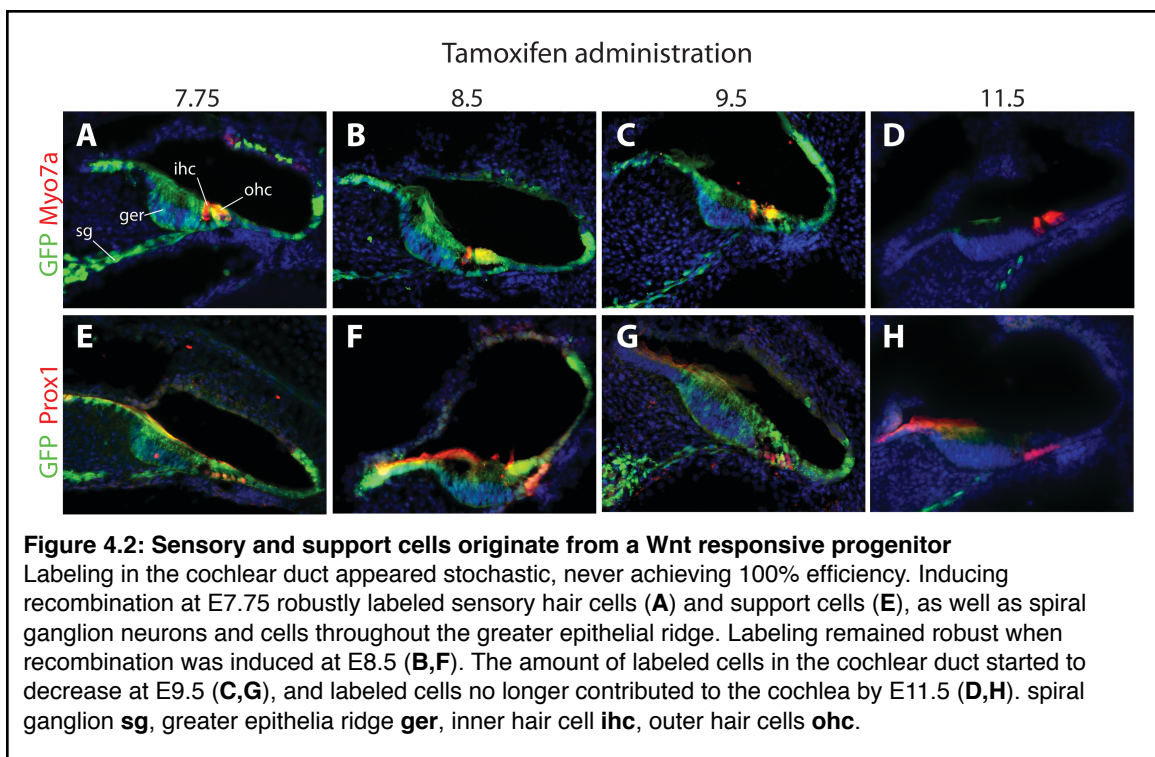 Tamoxifen administration
7.75 8.5 9.5 11.5
GFP Myo7a
A B C D
ihc
ohc
ger
sg
GFP Prox1
E F G H
Figure 4.2: Sensory and support cells originate from a Wnt responsive progenitor
Labeling in the cochlear duct appeared stochastic, never achieving 100% efficiency. Inducing
recombination at E7.75 robustly labeled sensory hair cells (A) and support cells (E), as well as spiral
ganglion neurons and cells throughout the greater epithelial ridge. Labeling remained robust when
recombination was induced at E8.5 (B,F). The amount of labeled cells in the cochlear duct started to
decrease at E9.5 (C,G), and labeled cells no longer contributed to the cochlea by E11.5 (D,H). spiral
ganglion sg, greater epithelia ridge ger, inner hair cell ihc, outer hair cells ohc.